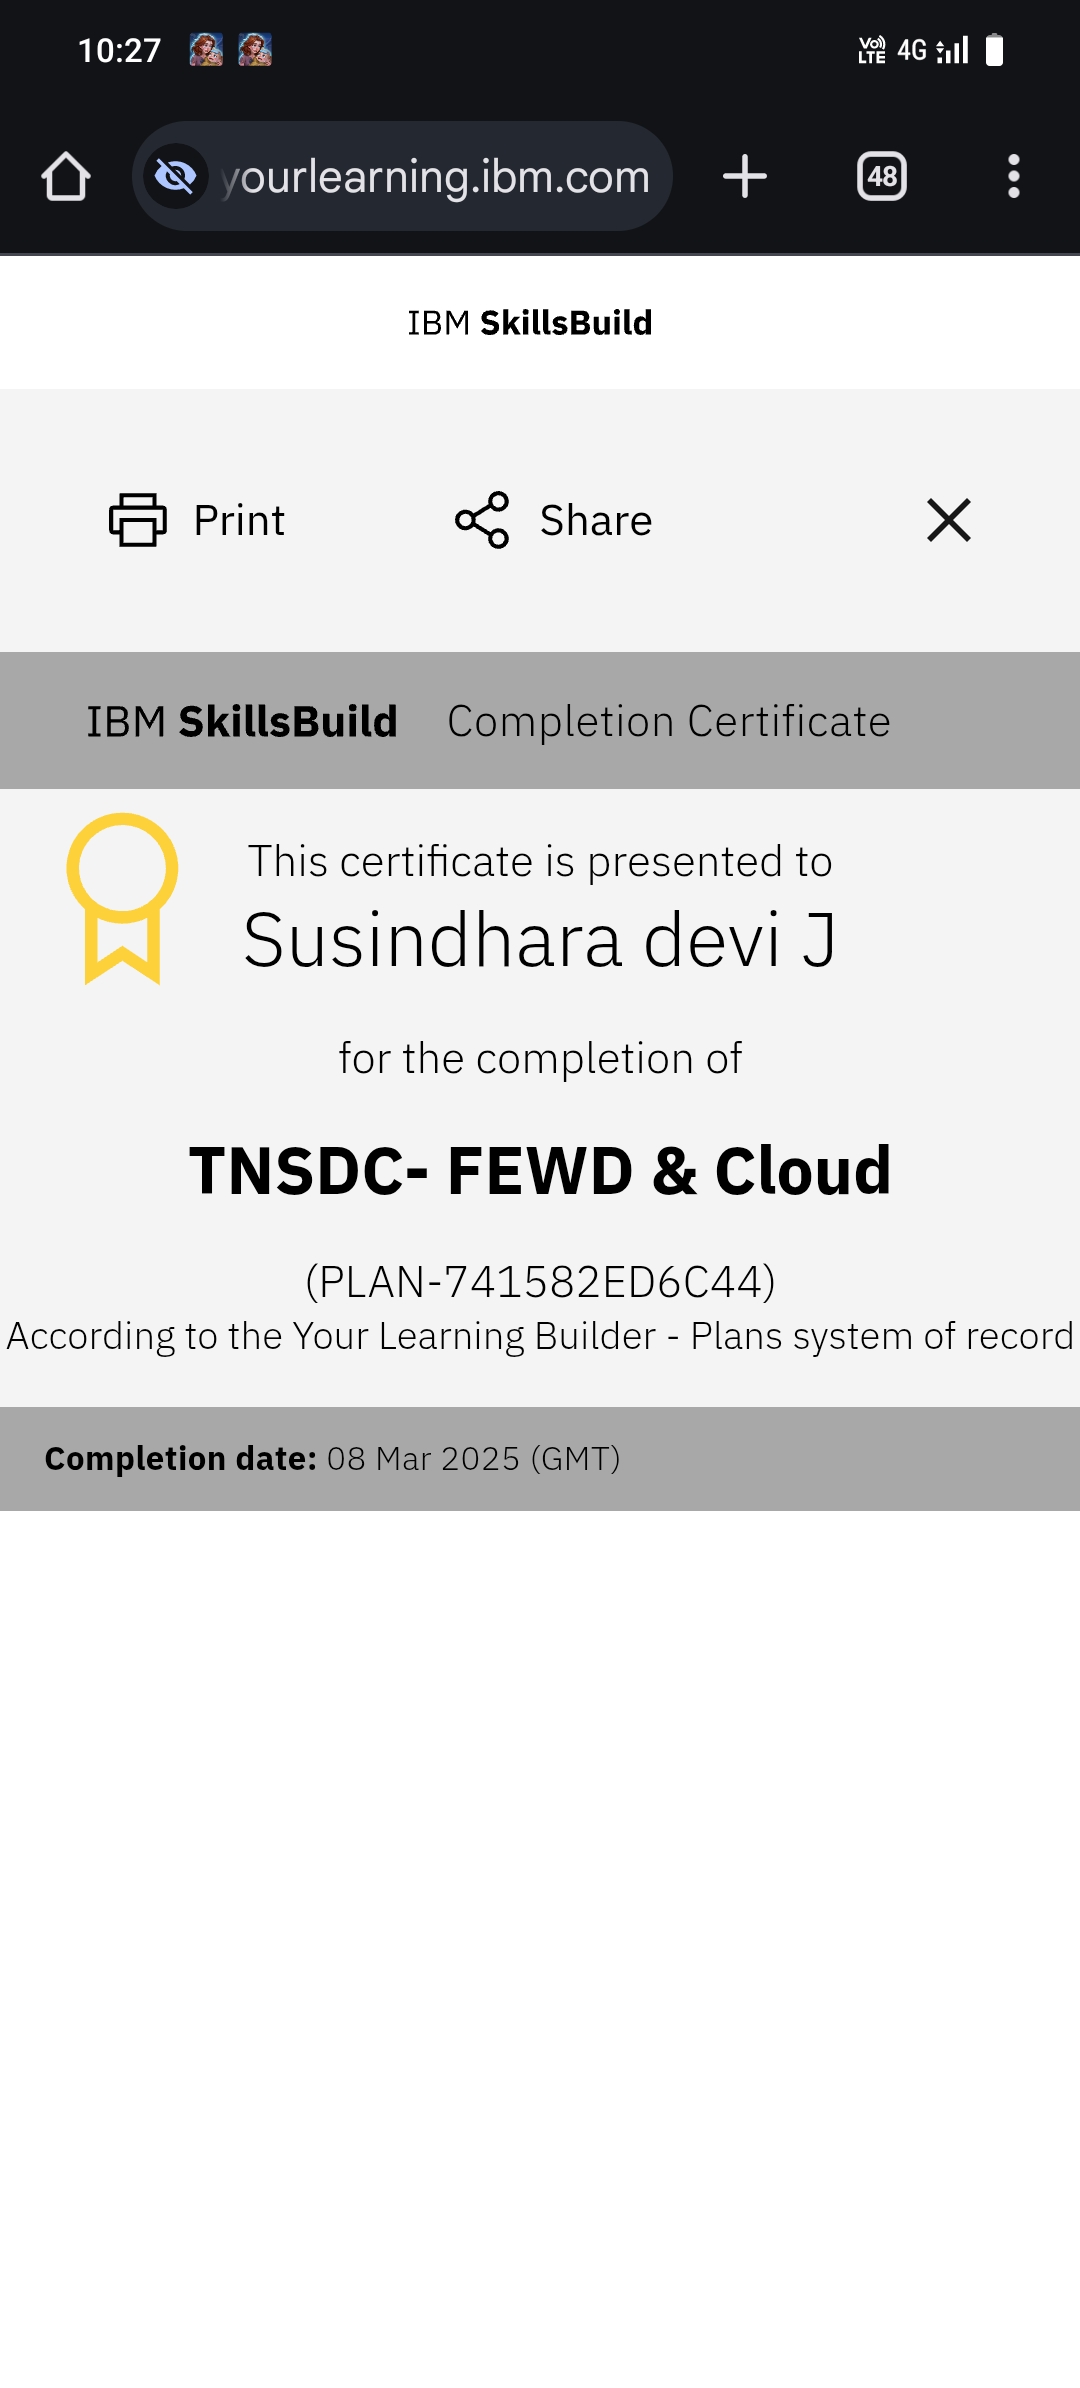 10:27 Vo) LTE 4G
yourlearning.ibm.com 48
IBM SkillsBuild
Print Share
IBM SkillsBuild Completion Certificate
This certificate is presented to
Susindhara devi J
for the completion of
TNSDC- FEWD & Cloud
(PLAN-741582ED6C44)
According to the Your Learning Builder - Plans system of record
Completion date: 08 Mar 2025 (GMT)